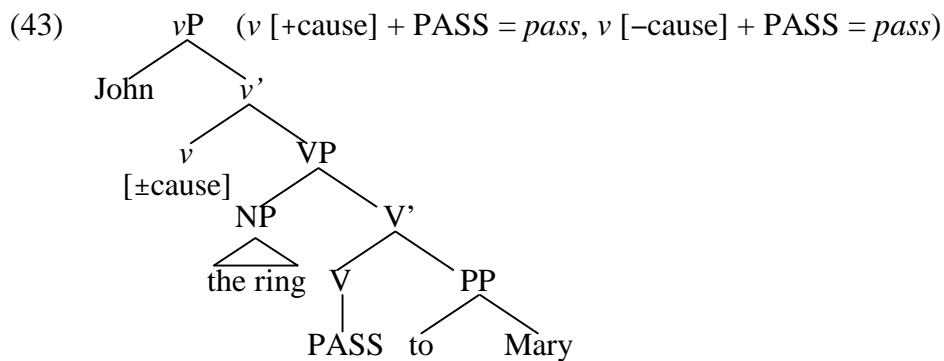 (43) vP (v [+cause] + PASS = pass, v [–cause] + PASS = pass)
John v’
v VP
[±cause]
NP V’
the ring V PP
PASS to Mary